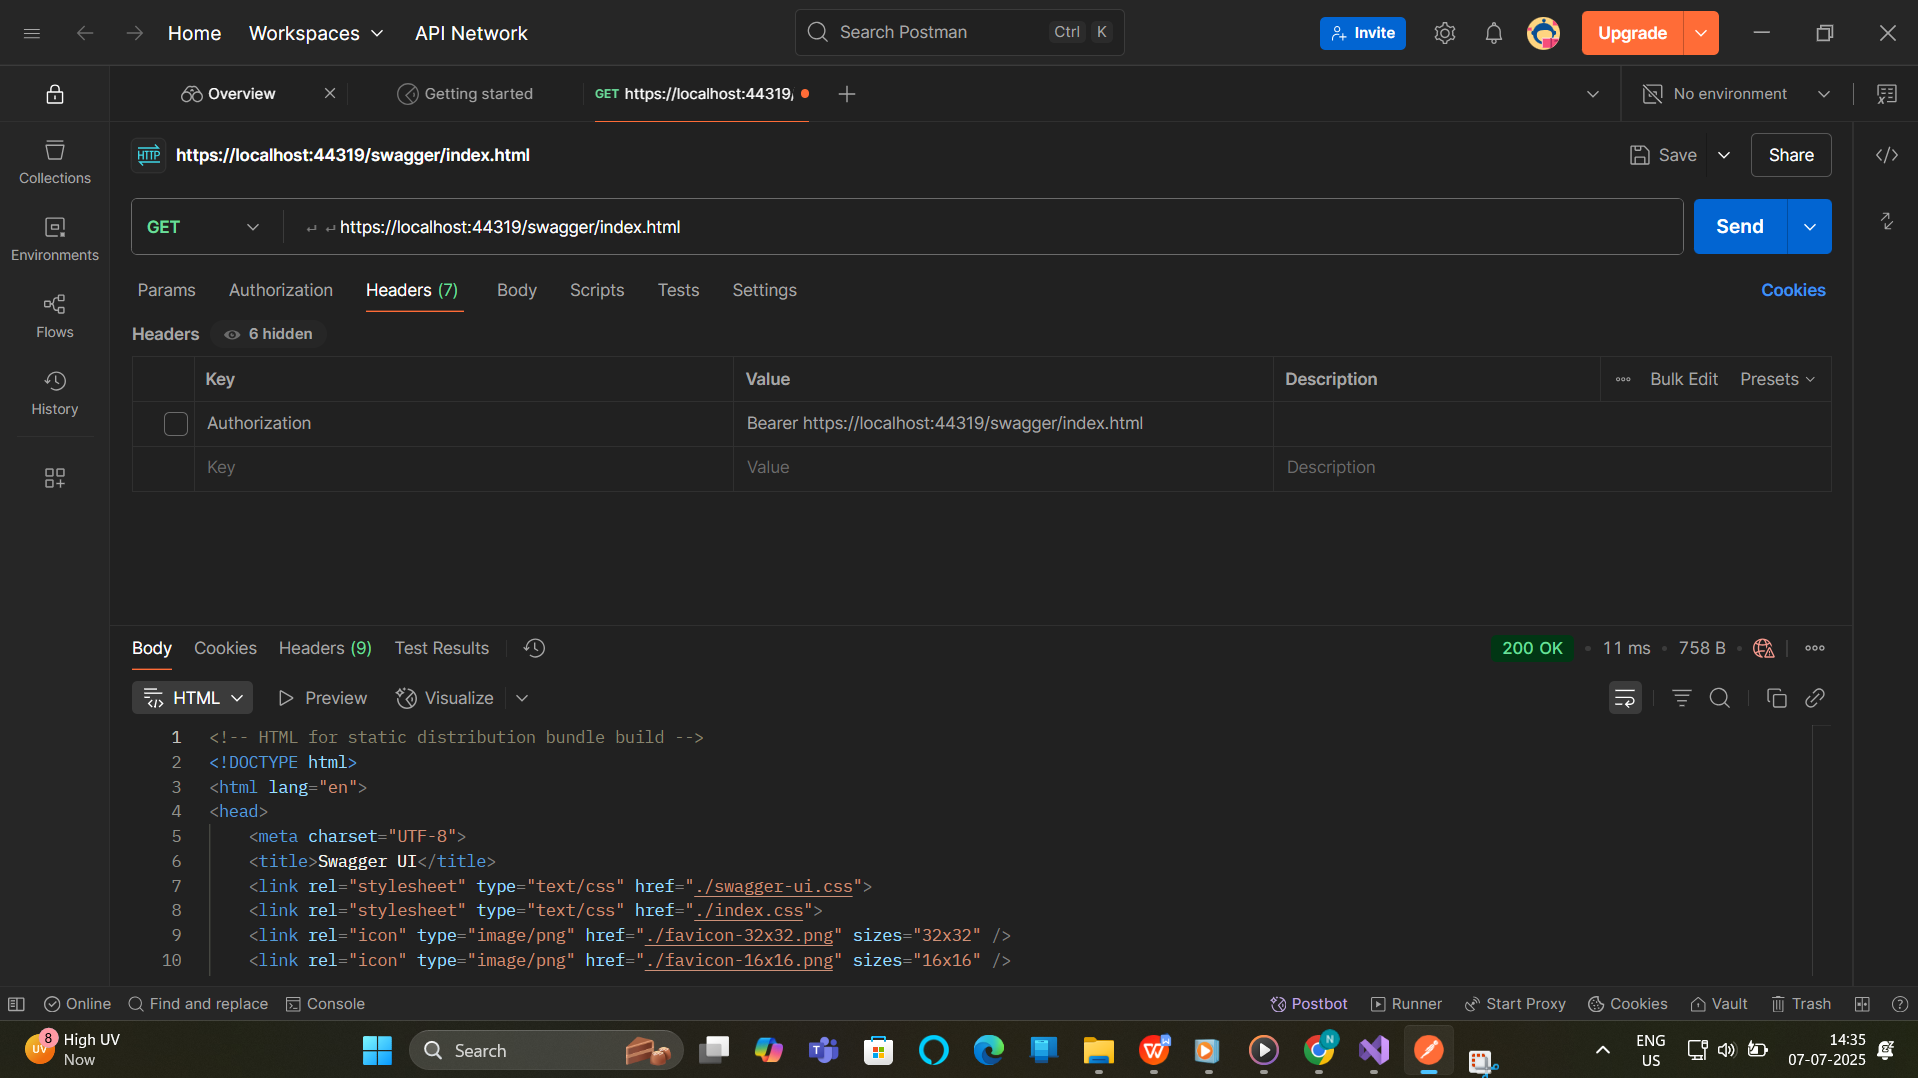 Home Workspaces API Network Search Postman Ctrl K Invite Upgrade
Overview Getting started GET https://localhost:44319/ No environment
HTTP https://localhost:44319/swagger/index.html Save Share
Collections
GET ↵ ↵ https://localhost:44319/swagger/index.html Send
Environments
Params Authorization Headers (7) Body Scripts Tests Settings Cookies
Flows
Headers 6 hidden
Key Value Description Bulk Edit Presets
History
Authorization Bearer https://localhost:44319/swagger/index.html
Key Value Description
Body Cookies Headers (9) Test Results 200 OK • 11 ms • 758 B
HTML Preview Visualize
1 <!-- HTML for static distribution bundle build -->
2 <!DOCTYPE html>
3 <html lang="en">
4 <head>
5 <meta charset="UTF-8">
6 <title>Swagger UI</title>
7 <link rel="stylesheet" type="text/css" href="./swagger-ui.css">
8 <link rel="stylesheet" type="text/css" href="./index.css">
9 <link rel="icon" type="image/png" href="./favicon-32x32.png" sizes="32x32" />
10 <link rel="icon" type="image/png" href="./favicon-16x16.png" sizes="16x16" />
Online Find and replace Console Postbot Runner Start Proxy Cookies Vault Trash
8 UV High UV
Now
Search
N
ENG
US
14:35
07-07-2025